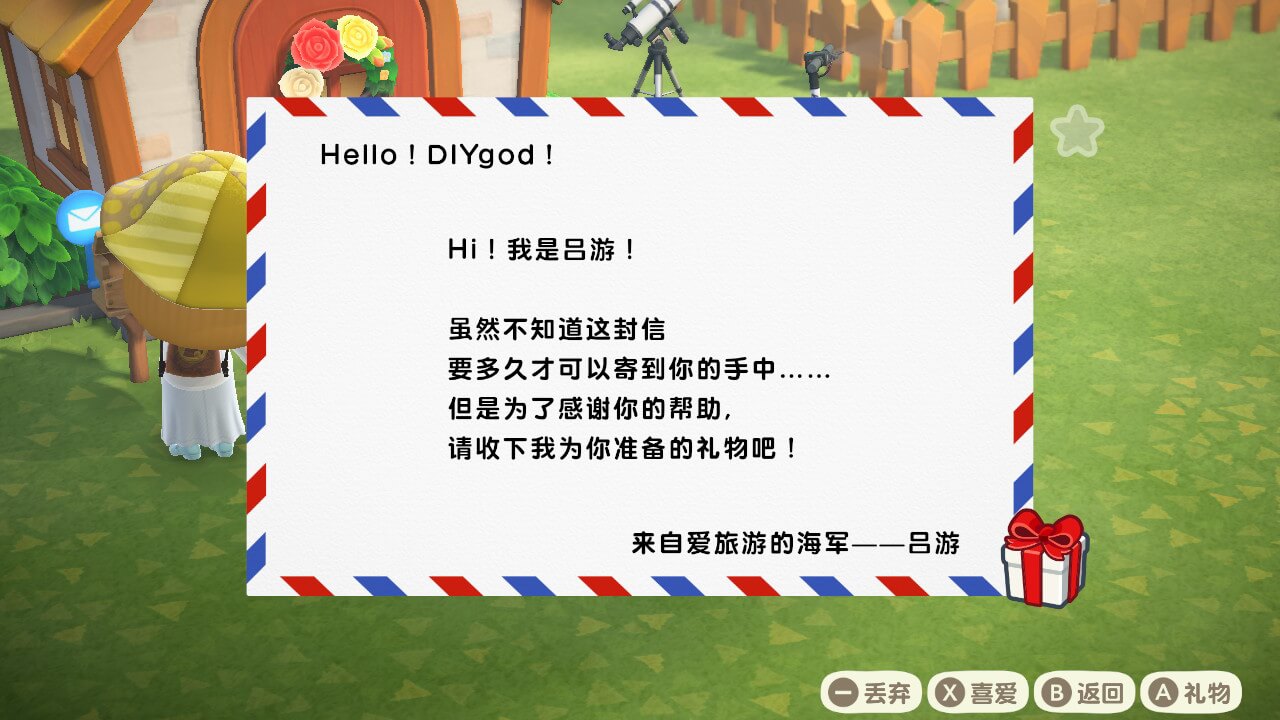 Hello！DIYgod！
Hi！我是吕游！
虽然不知道这封信
要多久才可以寄到你的手中……
但是为了感谢你的帮助，
请收下我为你准备的礼物吧！
来自爱旅游的海军——吕游
丢弃 X 喜爱 B 返回 A 礼物